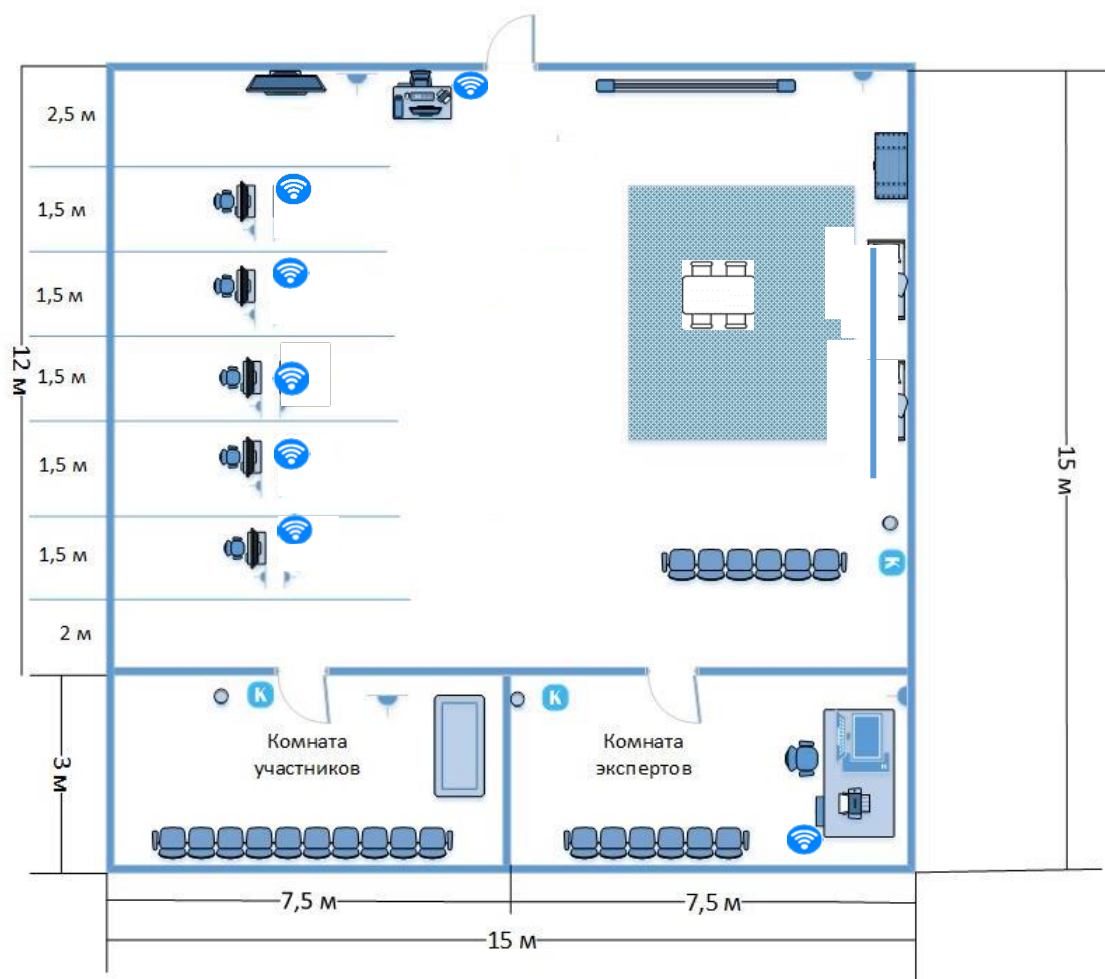 2,5 м
1,5 м
1,5 м
1,5 м
1,5 м
1,5 м
2 м
12 м
3 м
15 м
К
К
К
Комната
участников
Комната
экспертов
7,5 м
7,5 м
15 м